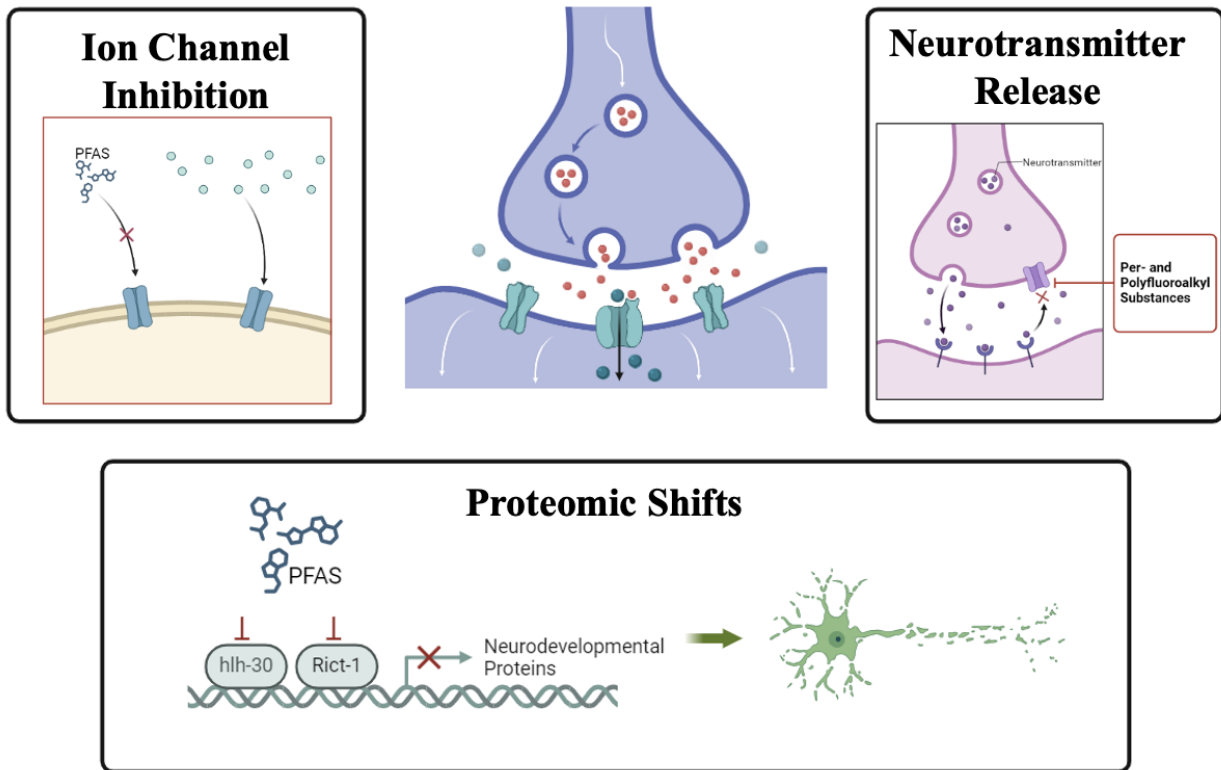 Ion Channel
Inhibition
PFAS
Neurotransmitter
Release
Neurotransmitter
Per- and
Polyfluoroalkyl
Substances
Proteomic Shifts
PFAS
hlh-30
Rict-1
Neurodevelopmental
Proteins